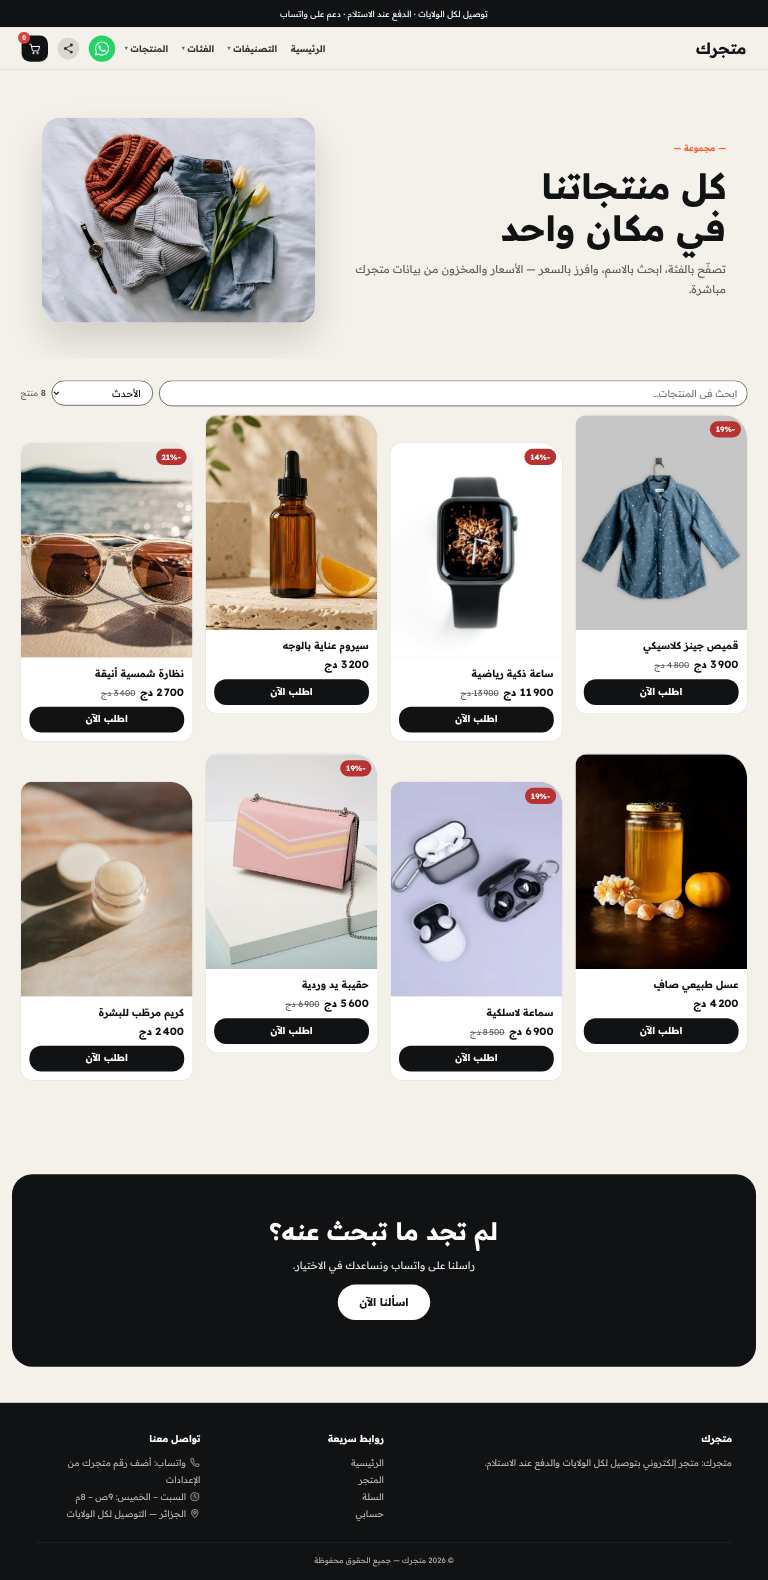 توصيل لكل الولايات · الدفع عند الاستلام · دعم على واتساب
متجرك
الرئيسية
التصنيفات
الفئات
المنتجات
0
— مجموعة —
كل منتجاتنا
في مكان واحد
تصفّح بالفئة، ابحث بالاسم، وافرز بالسعر — الأسعار والمخزون من بيانات متجرك
مباشرة.
ابحث في المنتجات...
الأحدث
8 منتج
-19%
قميص جينز كلاسيكي
3 900 دج 4 800 دج
اطلب الآن
-14%
ساعة ذكية رياضية
11 900 دج 13 900 دج
اطلب الآن
سيروم عناية بالوجه
3 200 دج
اطلب الآن
-21%
نظارة شمسية أنيقة
2 700 دج 3 400 دج
اطلب الآن
عسل طبيعي صافٍ
4 200 دج
اطلب الآن
-19%
سماعة لاسلكية
6 900 دج 8 500 دج
اطلب الآن
-19%
حقيبة يد وردية
5 600 دج 6 900 دج
اطلب الآن
كريم مرطّب للبشرة
2 400 دج
اطلب الآن
لم تجد ما تبحث عنه؟
راسلنا على واتساب ونساعدك في الاختيار.
اسألنا الآن
متجرك
متجرك: متجر إلكتروني بتوصيل لكل الولايات والدفع عند الاستلام.
روابط سريعة
الرئيسية
المتجر
السلة
حسابي
تواصل معنا
واتساب: أضف رقم متجرك من
الإعدادات
السبت – الخميس: 9ص – 8م
الجزائر — التوصيل لكل الولايات
© 2026 متجرك — جميع الحقوق محفوظة